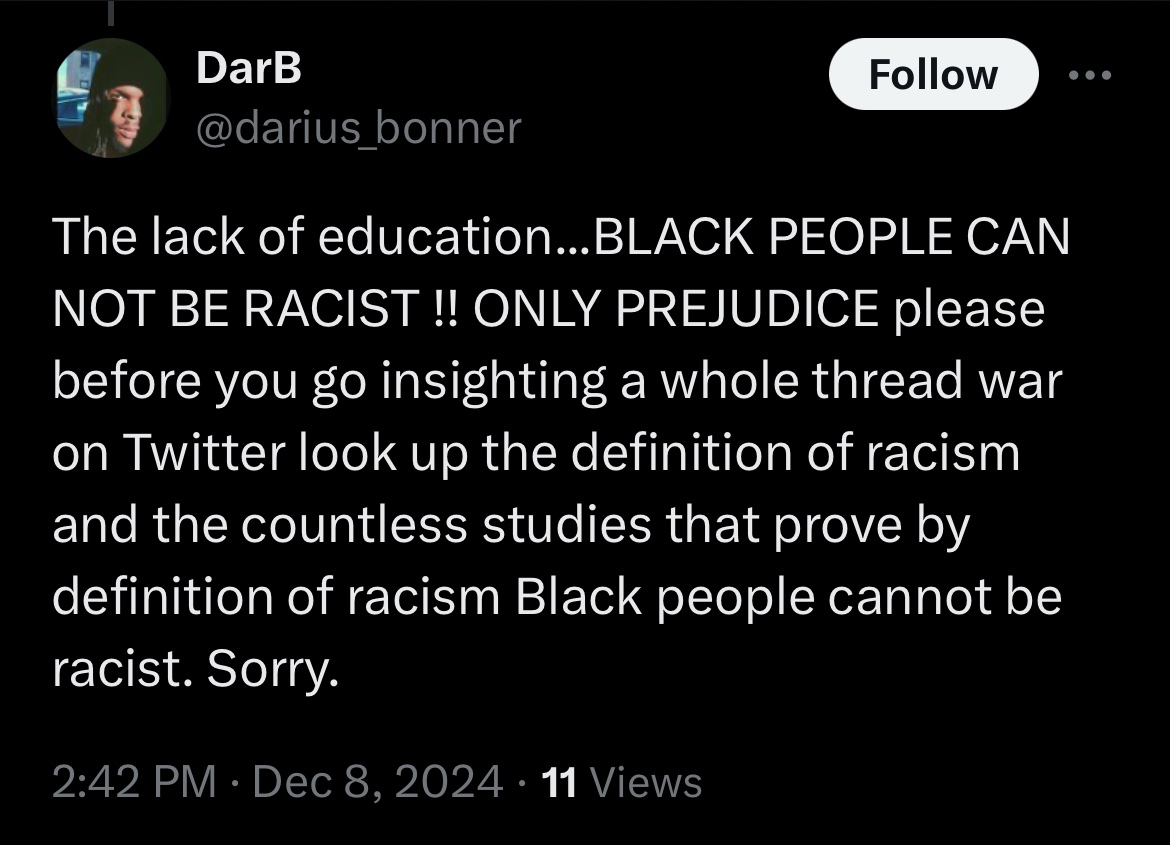 DarB
Follow
@darius_bonner
The lack of education...BLACK PEOPLE CAN
NOT BE RACIST !! ONLY PREJUDICE please
before you go insighting a whole thread war
on Twitter look up the definition of racism
and the countless studies that prove by
definition of racism Black people cannot be
racist. Sorry.
2:42 PM · Dec 8, 2024 · 11 Views